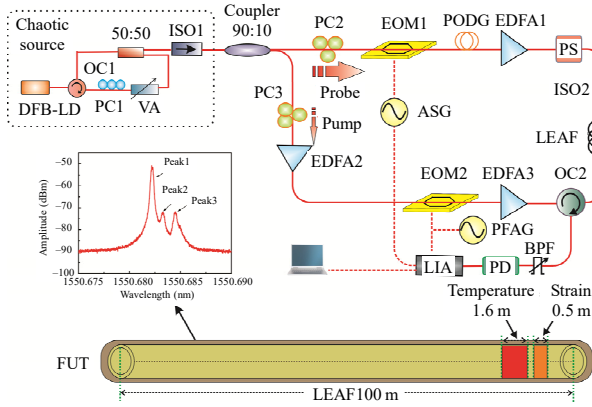 Chaotic
source
50:50
ISO1
OC1
DFB-LD
PC1
VA
Coupler
90:10
PC2
EOM1
PODG
EDFA1
PS
ISO2
Probe
PC3
Pump
ASG
LEAF
EDFA2
EOM2
EDFA3
OC2
PFAG
BPF
LIA
PD
−50
−60
−70
−80
−90
−100
Amplitude (dBm)
Peak1
Peak2
Peak3
1550.675
1550.680
1550.685
1550.690
Wavelength (nm)
Temperature
1.6 m
Strain
0.5 m
FUT
LEAF100 m